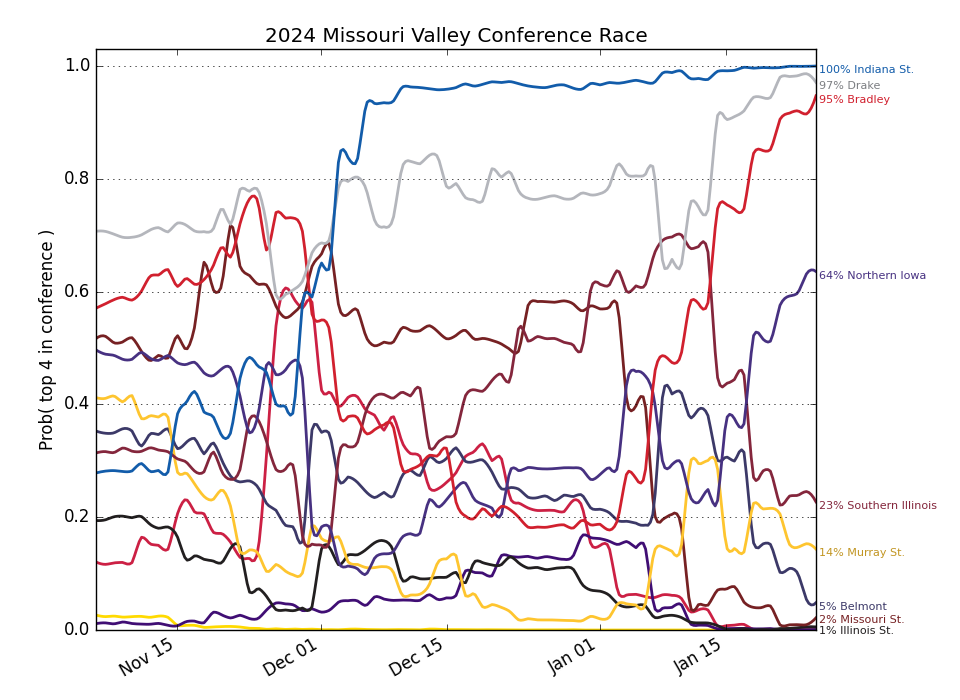 2024 Missouri Valley Conference Race
Prob( top 4 in conference )
1.0
0.8
0.6
0.4
0.2
0.0
Nov 15
Dec 01
Dec 15
Jan 01
Jan 15
100% Indiana St.
97% Drake
95% Bradley
64% Northern Iowa
23% Southern Illinois
14% Murray St.
5% Belmont
2% Missouri St.
1% Illinois St.